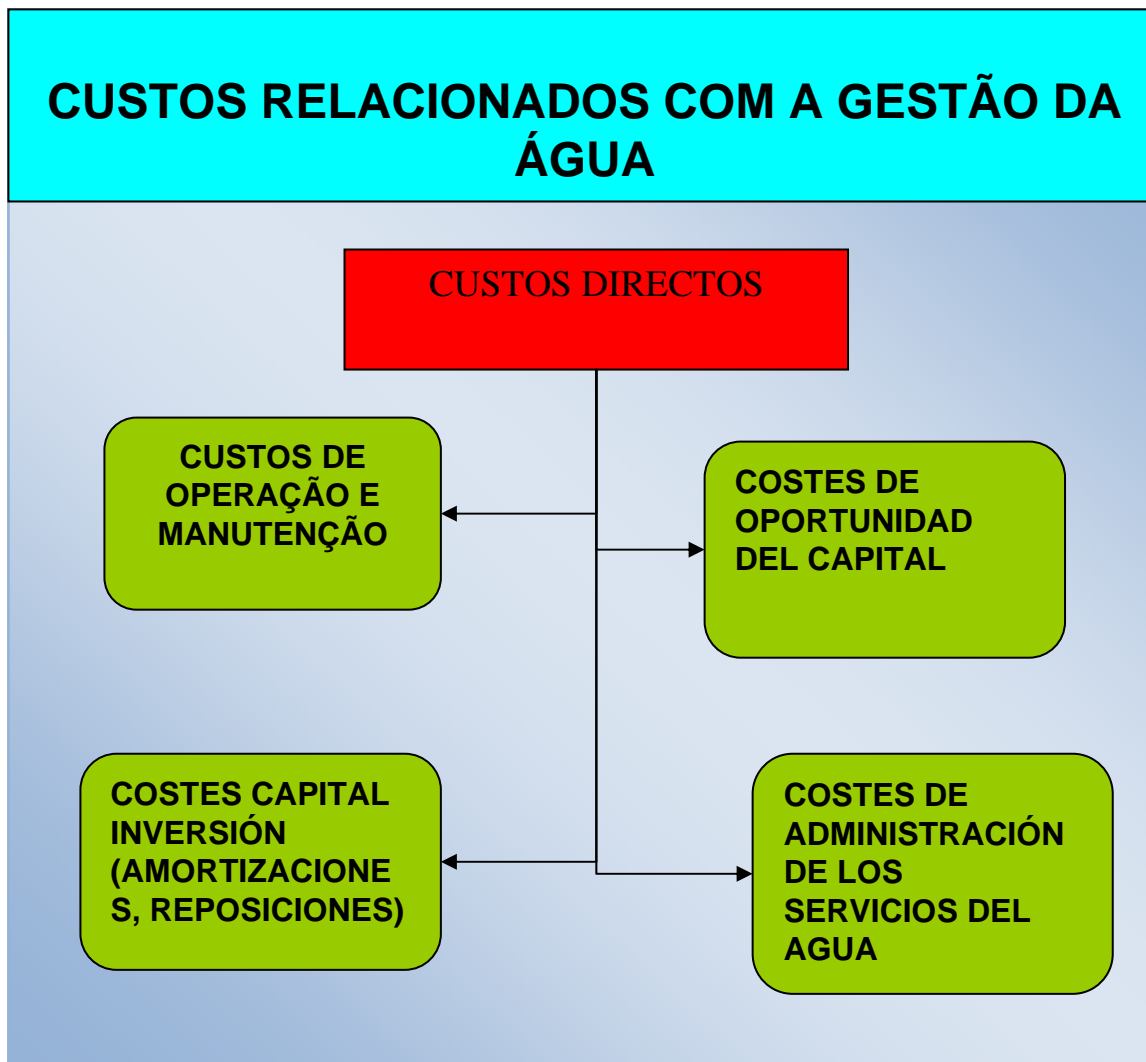 CUSTOS RELACIONADOS COM A GESTÃO DA
ÁGUA
CUSTOS DIRECTOS
CUSTOS DE
OPERAÇÃO E
MANUTENÇÃO
COSTES DE
OPORTUNIDAD
DEL CAPITAL
COSTES CAPITAL
INVERSIÓN
(AMORTIZACIONE
S, REPOSICIONES)
COSTES DE
ADMINISTRACIÓN
DE LOS
SERVICIOS DEL
AGUA